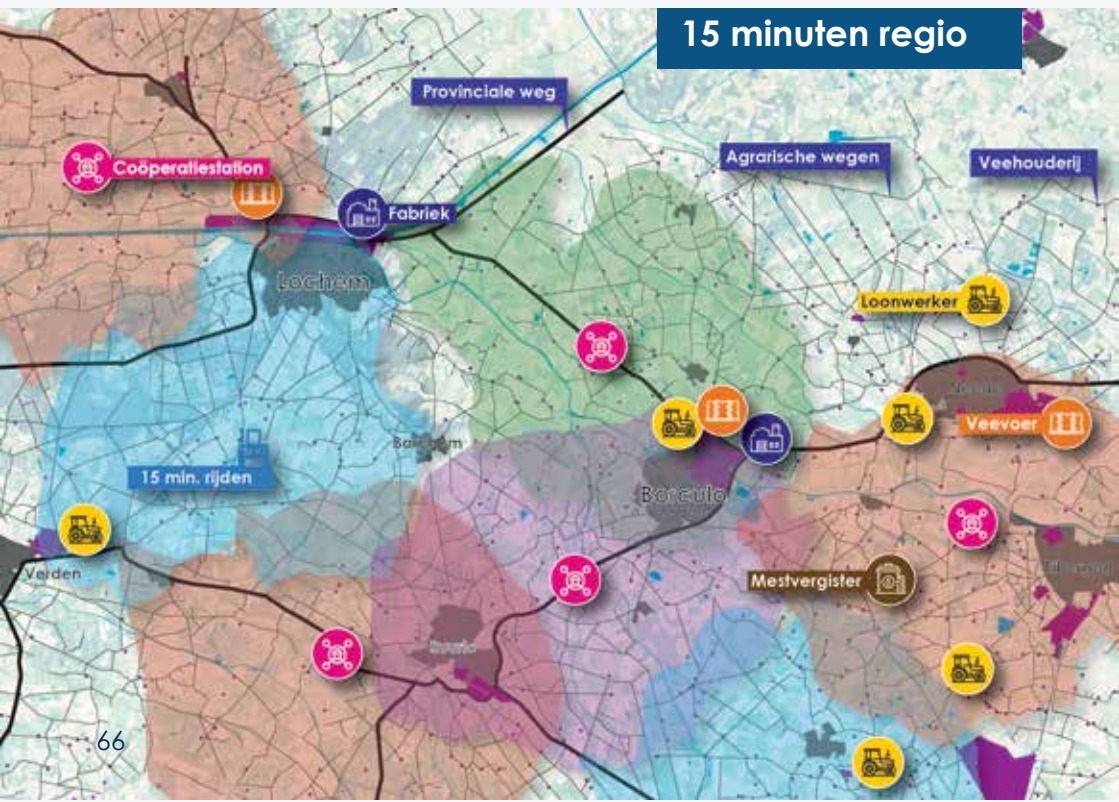 15 minuten regio
Provinciale weg
Agrarische wegen
Veehouderij
Coöperatiestation
Fabriek
Lochem
Loonwerker
Veevoer
15 min. rijden
Borculo
Mestvergister
66